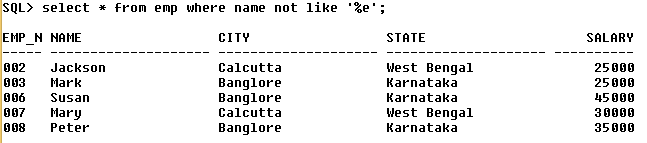 SQL> select * from emp where name not like '%e';
EMP_N NAME CITY STATE SALARY
----- -------------------- -------------------- -------------------- ----------
002 Jackson Calcutta West Bengal 25000
003 Mark Banglore Karnataka 25000
006 Susan Banglore Karnataka 45000
007 Mary Calcutta West Bengal 30000
008 Peter Banglore Karnataka 35000